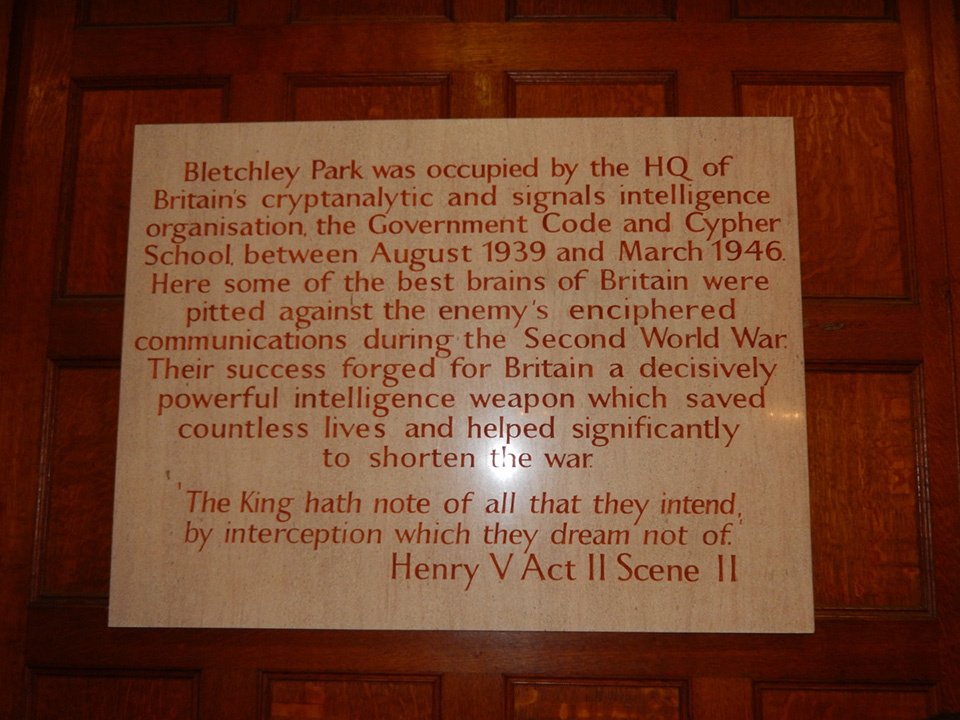 Bletchley Park was occupied by the HQ of
Britain's cryptanalytic and signals intelligence
organisation, the Government Code and Cypher
School, between August 1939 and March 1946.
Here some of the best brains of Britain were
pitted against the enemy's enciphered
communications during the Second World War.
Their success forged for Britain a decisively
powerful intelligence weapon which saved
countless lives and helped significantly
to shorten the war.
'The King hath note of all that they intend,
by interception which they dream not of.'
Henry V Act II Scene II